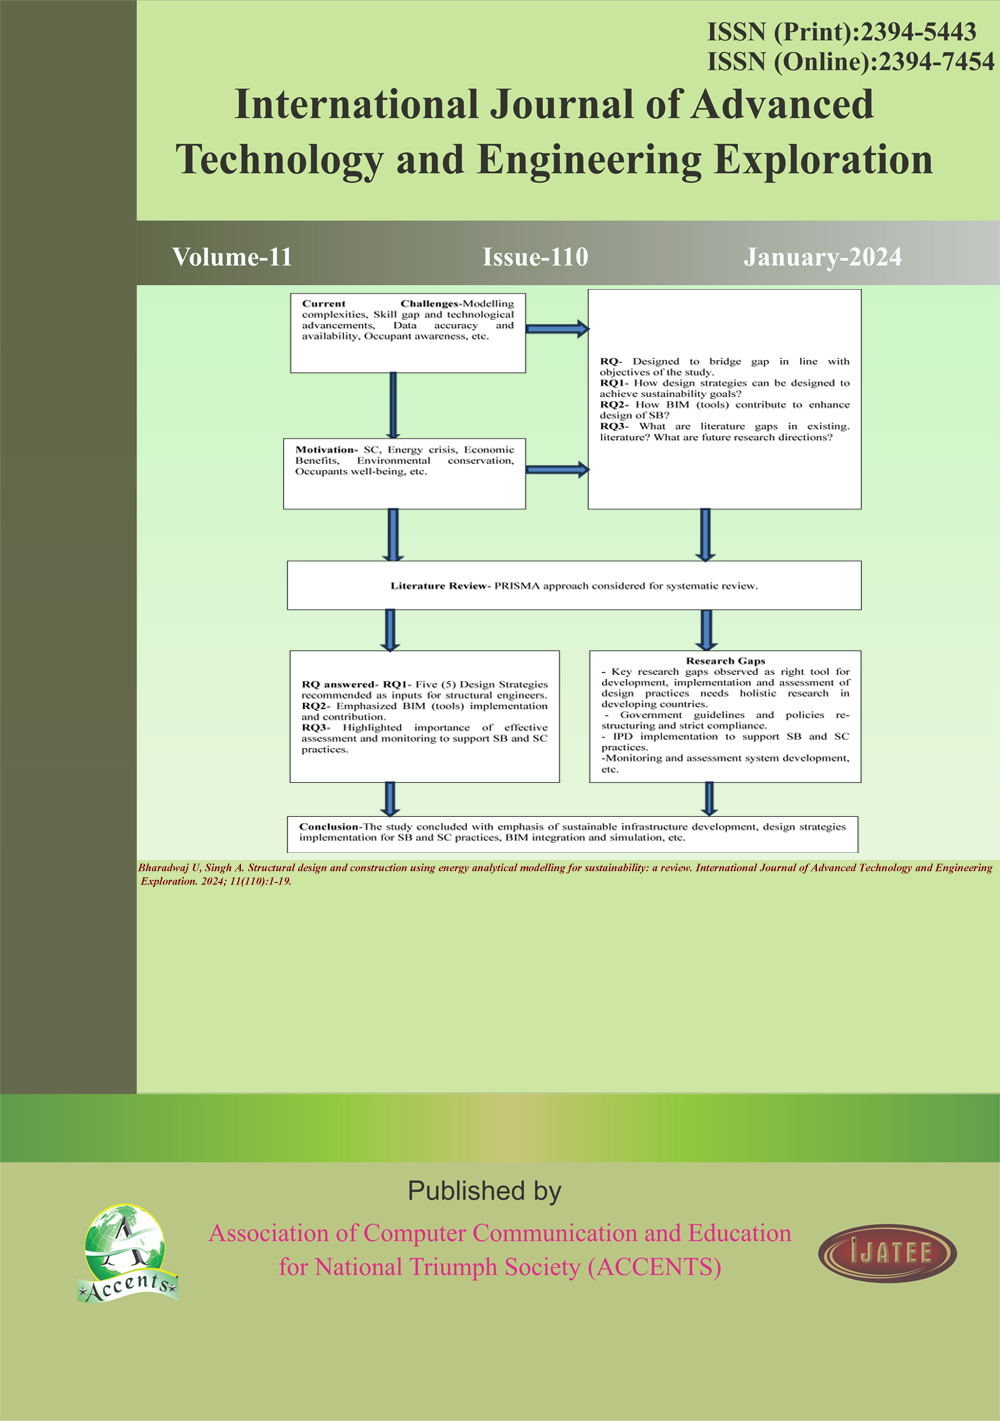 ISSN (Print):2394-5443
ISSN (Online):2394-7454
International Journal of Advanced
Technology and Engineering Exploration
Volume-11 Issue-110 January-2024
Current Challenges-Modelling
complexities, Skill gap and technological
advancements, Data accuracy and
availability, Occupant awareness, etc.
RQ- Designed to bridge gap in line with
objectives of the study.
RQ1- How design strategies can be designed to
achieve sustainability goals?
RQ2- How BIM (tools) contribute to enhance
design of SB?
RQ3- What are literature gaps in existing.
literature? What are future research directions?
Motivation- SC, Energy crisis, Economic
Benefits, Environmental conservation,
Occupants well-being, etc.
Literature Review- PRISMA approach considered for systematic review.
RQ answered- RQ1- Five (5) Design Strategies
recommended as inputs for structural engineers.
RQ2- Emphasized BIM (tools) implementation
and contribution.
RQ3- Highlighted importance of effective
assessment and monitoring to support SB and SC
practices.
Research Gaps
- Key research gaps observed as right tool for
development, implementation and assessment of
design practices needs holistic research in
developing countries.
- Government guidelines and policies re-
structuring and strict compliance.
- IPD implementation to support SB and SC
practices.
-Monitoring and assessment system development,
etc.
Conclusion-The study concluded with emphasis of sustainable infrastructure development, design strategies
implementation for SB and SC practices, BIM integration and simulation, etc.
Bharadwaj U, Singh A. Structural design and construction using energy analytical modelling for sustainability: a review. International Journal of Advanced Technology and Engineering
Exploration. 2024; 11(110):1-19.
Published by
Association of Computer Communication and Education
for National Triumph Society (ACCENTS)
A
Accents
IJATEE